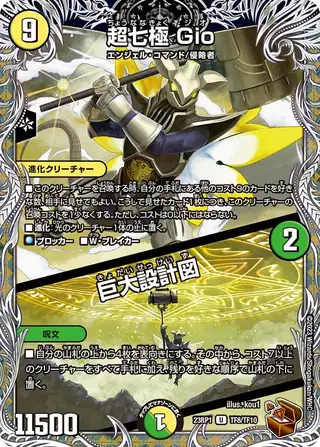 9
ちょうななきょく ギジリオ
超七極 Gio
エンジェル・コマンド/侵略者
進化クリーチャー
■このクリーチャーを召喚する時、自分の手札にある他のコスト9のカードを好き
な数、相手に見せてもよい。こうして見せたカード1枚につき、このクリーチャーの
召喚コストを1少なくする。ただし、コストは0以下にはならない。
■進化:光のクリーチャー1体の上に置く。
ブロッカー ■W・ブレイカー
2
きょだいせっけいず
巨大設計図
呪文
■自分の山札の上から4枚を表向きにする。その中から、コスト7以上
のクリーチャーをすべて手札に加え、残りを好きな順序で山札の下に置
く。
11500
1
illus.kou1
23RP1 U TF8/TF10